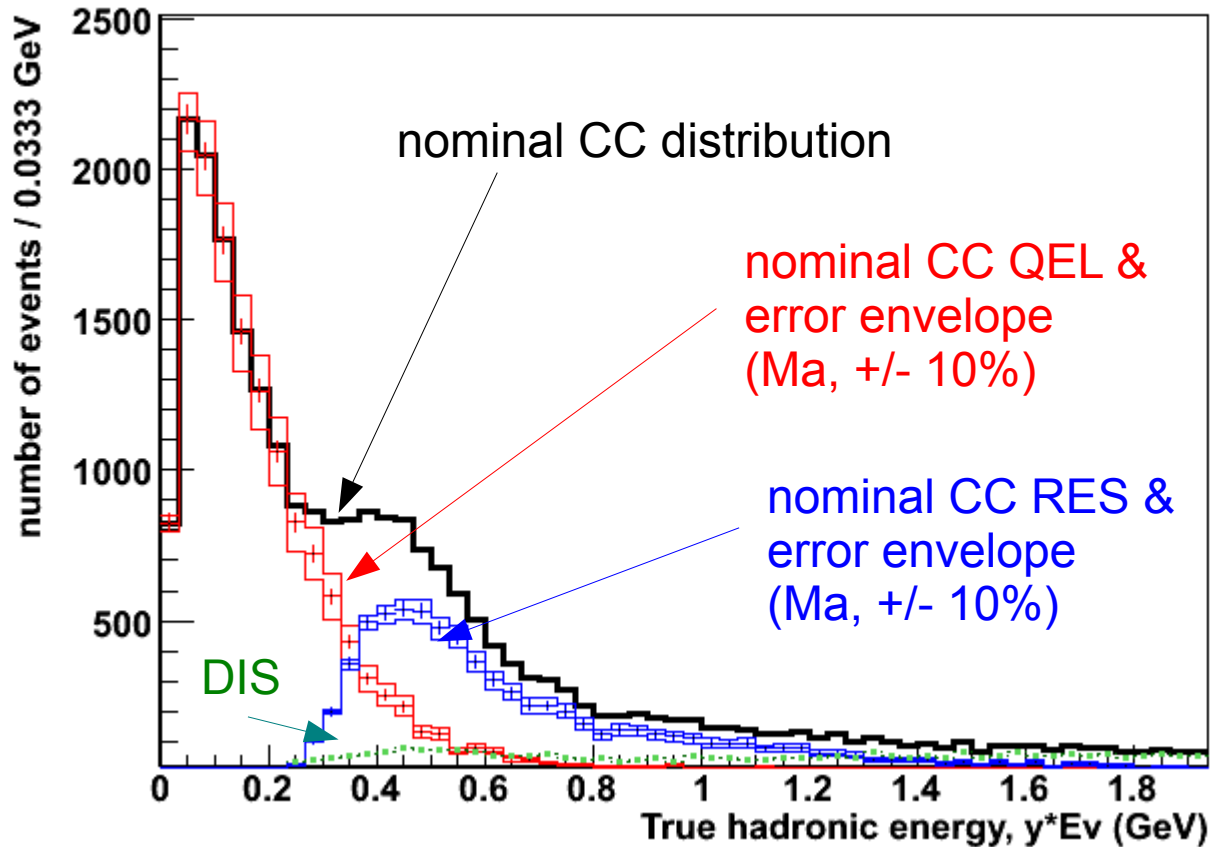 number of events / 0.0333 GeV
2500
2000
1500
1000
500
nominal CC distribution
nominal CC QEL &
error envelope
(Ma, +/- 10%)
nominal CC RES &
error envelope
(Ma, +/- 10%)
DIS
0 0.2 0.4 0.6 0.8 1 1.2 1.4 1.6 1.8
True hadronic energy, y*Ev (GeV)